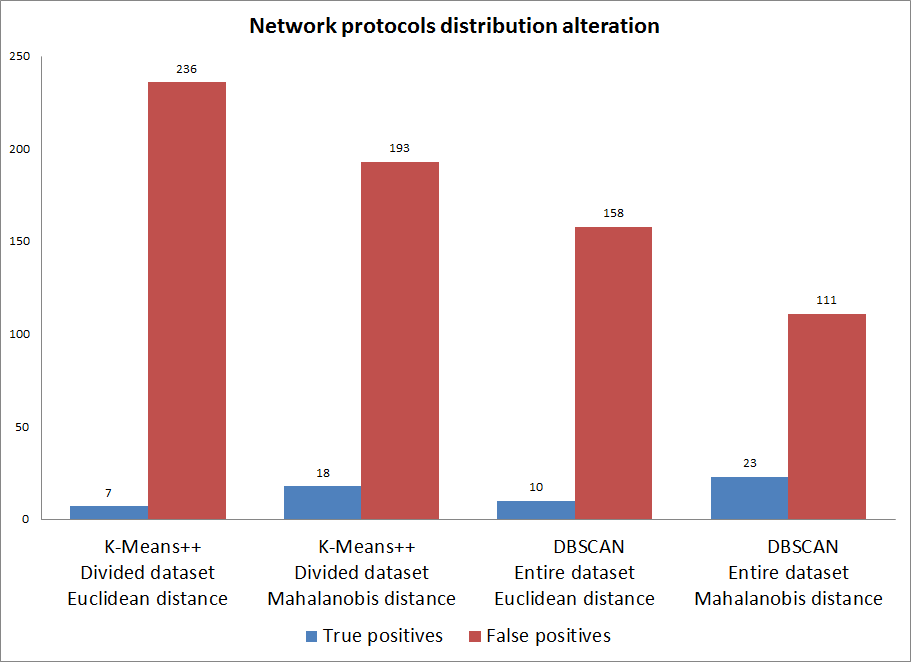 Network protocols distribution alteration
250
200
150
100
50
0
236
193
158
111
7
18
10
23
K-Means++
Divided dataset
Euclidean distance
K-Means++
Divided dataset
Mahalanobis distance
DBSCAN
Entire dataset
Euclidean distance
DBSCAN
Entire dataset
Mahalanobis distance
True positives
False positives